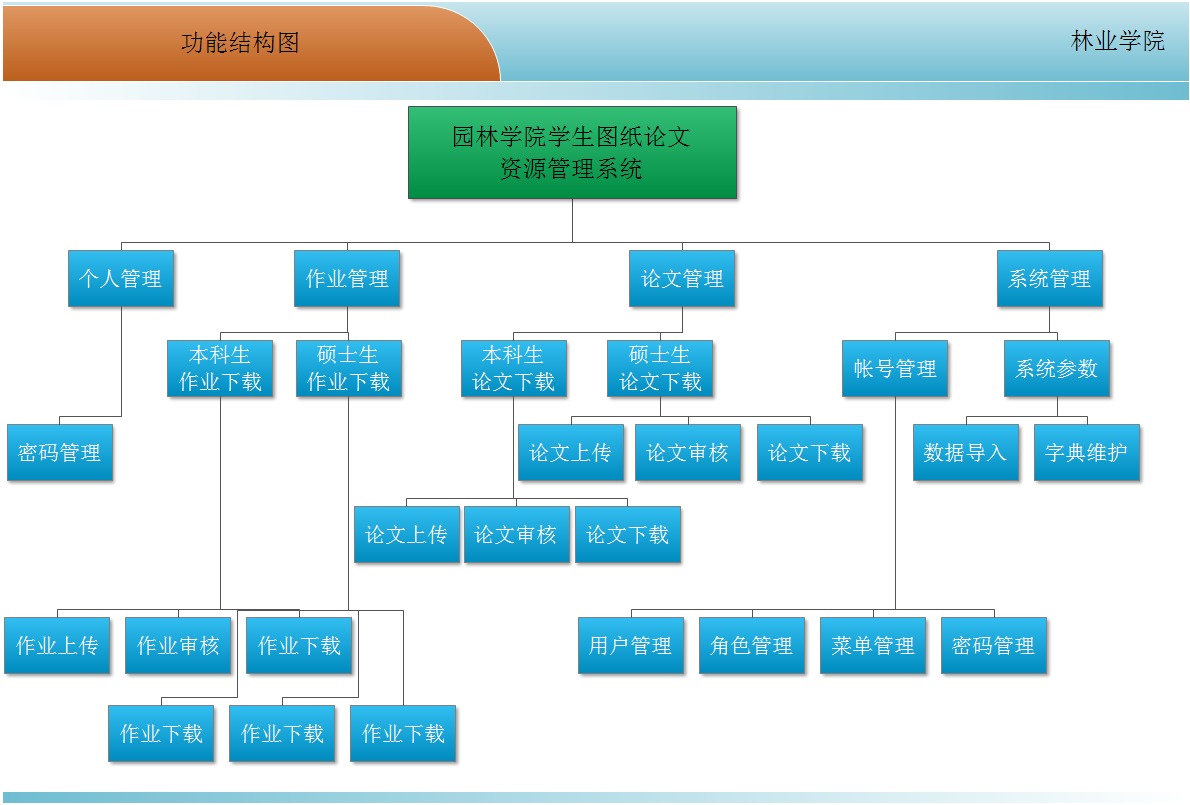 功能结构图
林业学院
园林学院学生图纸论文
资源管理系统
个人管理
作业管理
论文管理
系统管理
本科生
作业下载
硕士生
作业下载
本科生
论文下载
硕士生
论文下载
帐号管理
系统参数
密码管理
论文上传
论文审核
论文下载
数据导入
字典维护
论文上传
论文审核
论文下载
作业上传
作业审核
作业下载
用户管理
角色管理
菜单管理
密码管理
作业下载
作业下载
作业下载